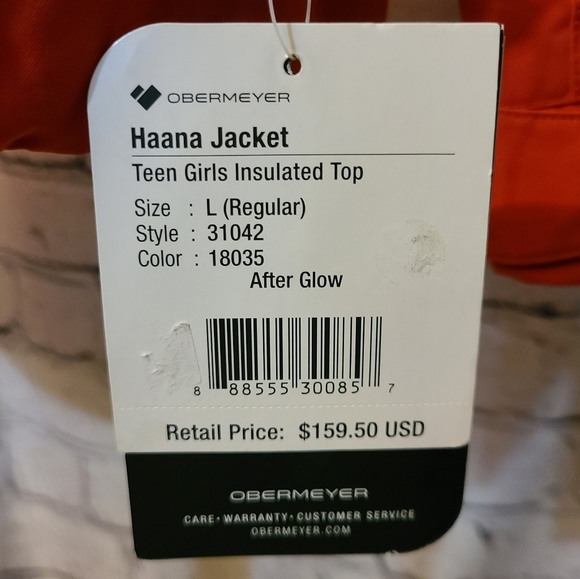 OBERMEYER
Haana Jacket
Teen Girls Insulated Top
Size : L (Regular)
Style : 31042
Color : 18035
After Glow
8 88555 30085 7
Retail Price: $159.50 USD
OBERMEYER
CARE · WARRANTY · CUSTOMER SERVICE
OBERMEYER.COM